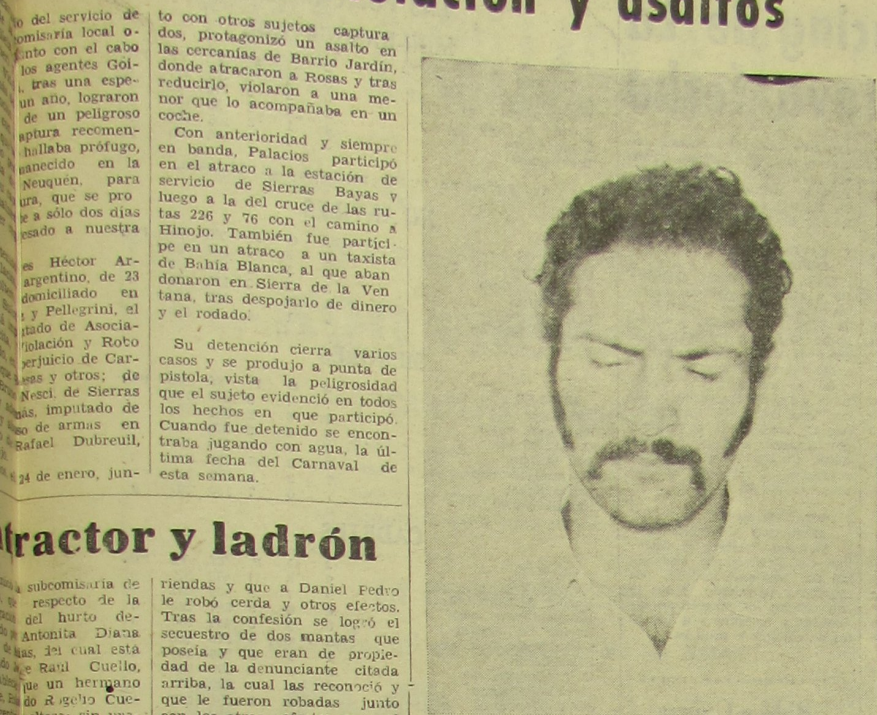 y asaltos
del servicio de
comisaría local o-
con el cabo
los agentes Goi-
tras una espe-
un año, lograron
de un peligroso
captura recomen-
hallaba prófugo,
en la
Neuquén, para
que se pro
a sólo dos días
a nuestra
Héctor Ar-
argentino, de 23
domiciliado en
y Pellegrini, el
de Asocia-
Violación y Robo
perjuicio de Car-
y otros; de
Nesci, de Sierras
imputado de
de armas en
Rafael Dubreuil,
24 de enero, jun-
to con otros sujetos captura
dos, protagonizó un asalto en
las cercanías de Barrio Jardín,
donde atracaron a Rosas y tras
reducirlo, violaron a una me-
nor que lo acompañaba en un
coche.
Con anterioridad y siempre
en banda, Palacios participó
en el atraco a la estación de
servicio de Sierras Bayas y
luego a la del cruce de las ru-
tas 226 y 76 con el camino a
Hinojo. También fue partici-
pe en un atraco a un taxista
de Bahía Blanca, al que aban
donaron en Sierra de la Ven
tana, tras despojarlo de dinero
y el rodado.
Su detención cierra varios
casos y se produjo a punta de
pistola, vista la peligrosidad
que el sujeto evidenció en todos
los hechos en que participó.
Cuando fue detenido se encon-
traba jugando con agua, la úl-
tima fecha del Carnaval de
esta semana.
tractor y ladrón
subcomisaría de
respecto de la
del hurto de-
Antonita Diana
del cual está
Raúl Cuello,
que un hermano
Rogelio Cue-
riendas y que a Daniel Pedro
le robó cerda y otros efectos.
Tras la confesión se logró el
secuestro de dos mantas que
poseía y que eran de propie-
dad de la denunciante citada
arriba, la cual las reconoció y
que le fueron robadas junto